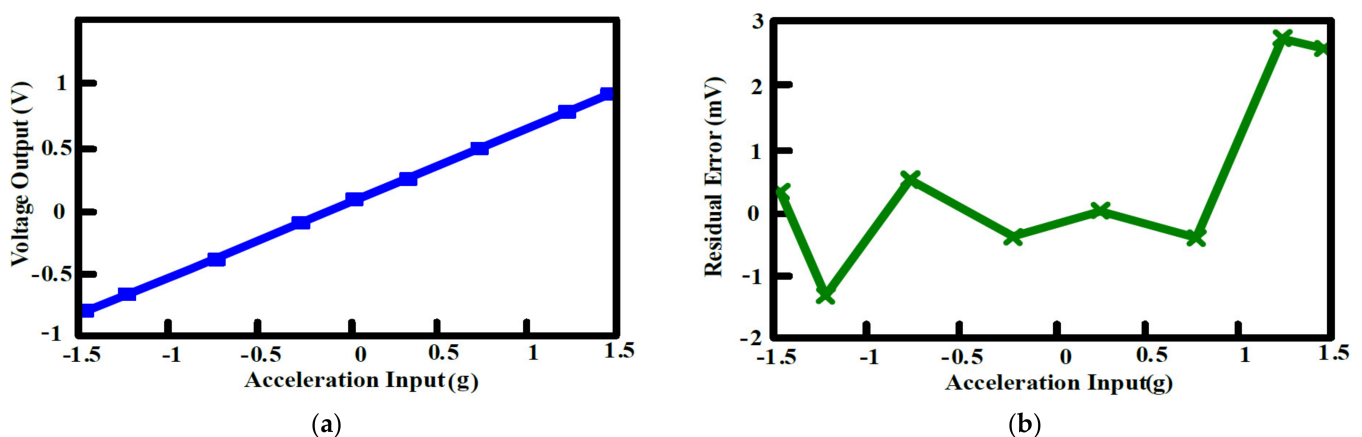 Voltage Output (V)
1
0.5
0
-0.5
-1
-1.5 -1 -0.5 0 0.5 1 1.5
Acceleration Input(g)
(a)
Residual Error (mV)
3
2
1
0
-1
-2
-1.5 -1 -0.5 0 0.5 1 1.5
Acceleration Input(g)
(b)